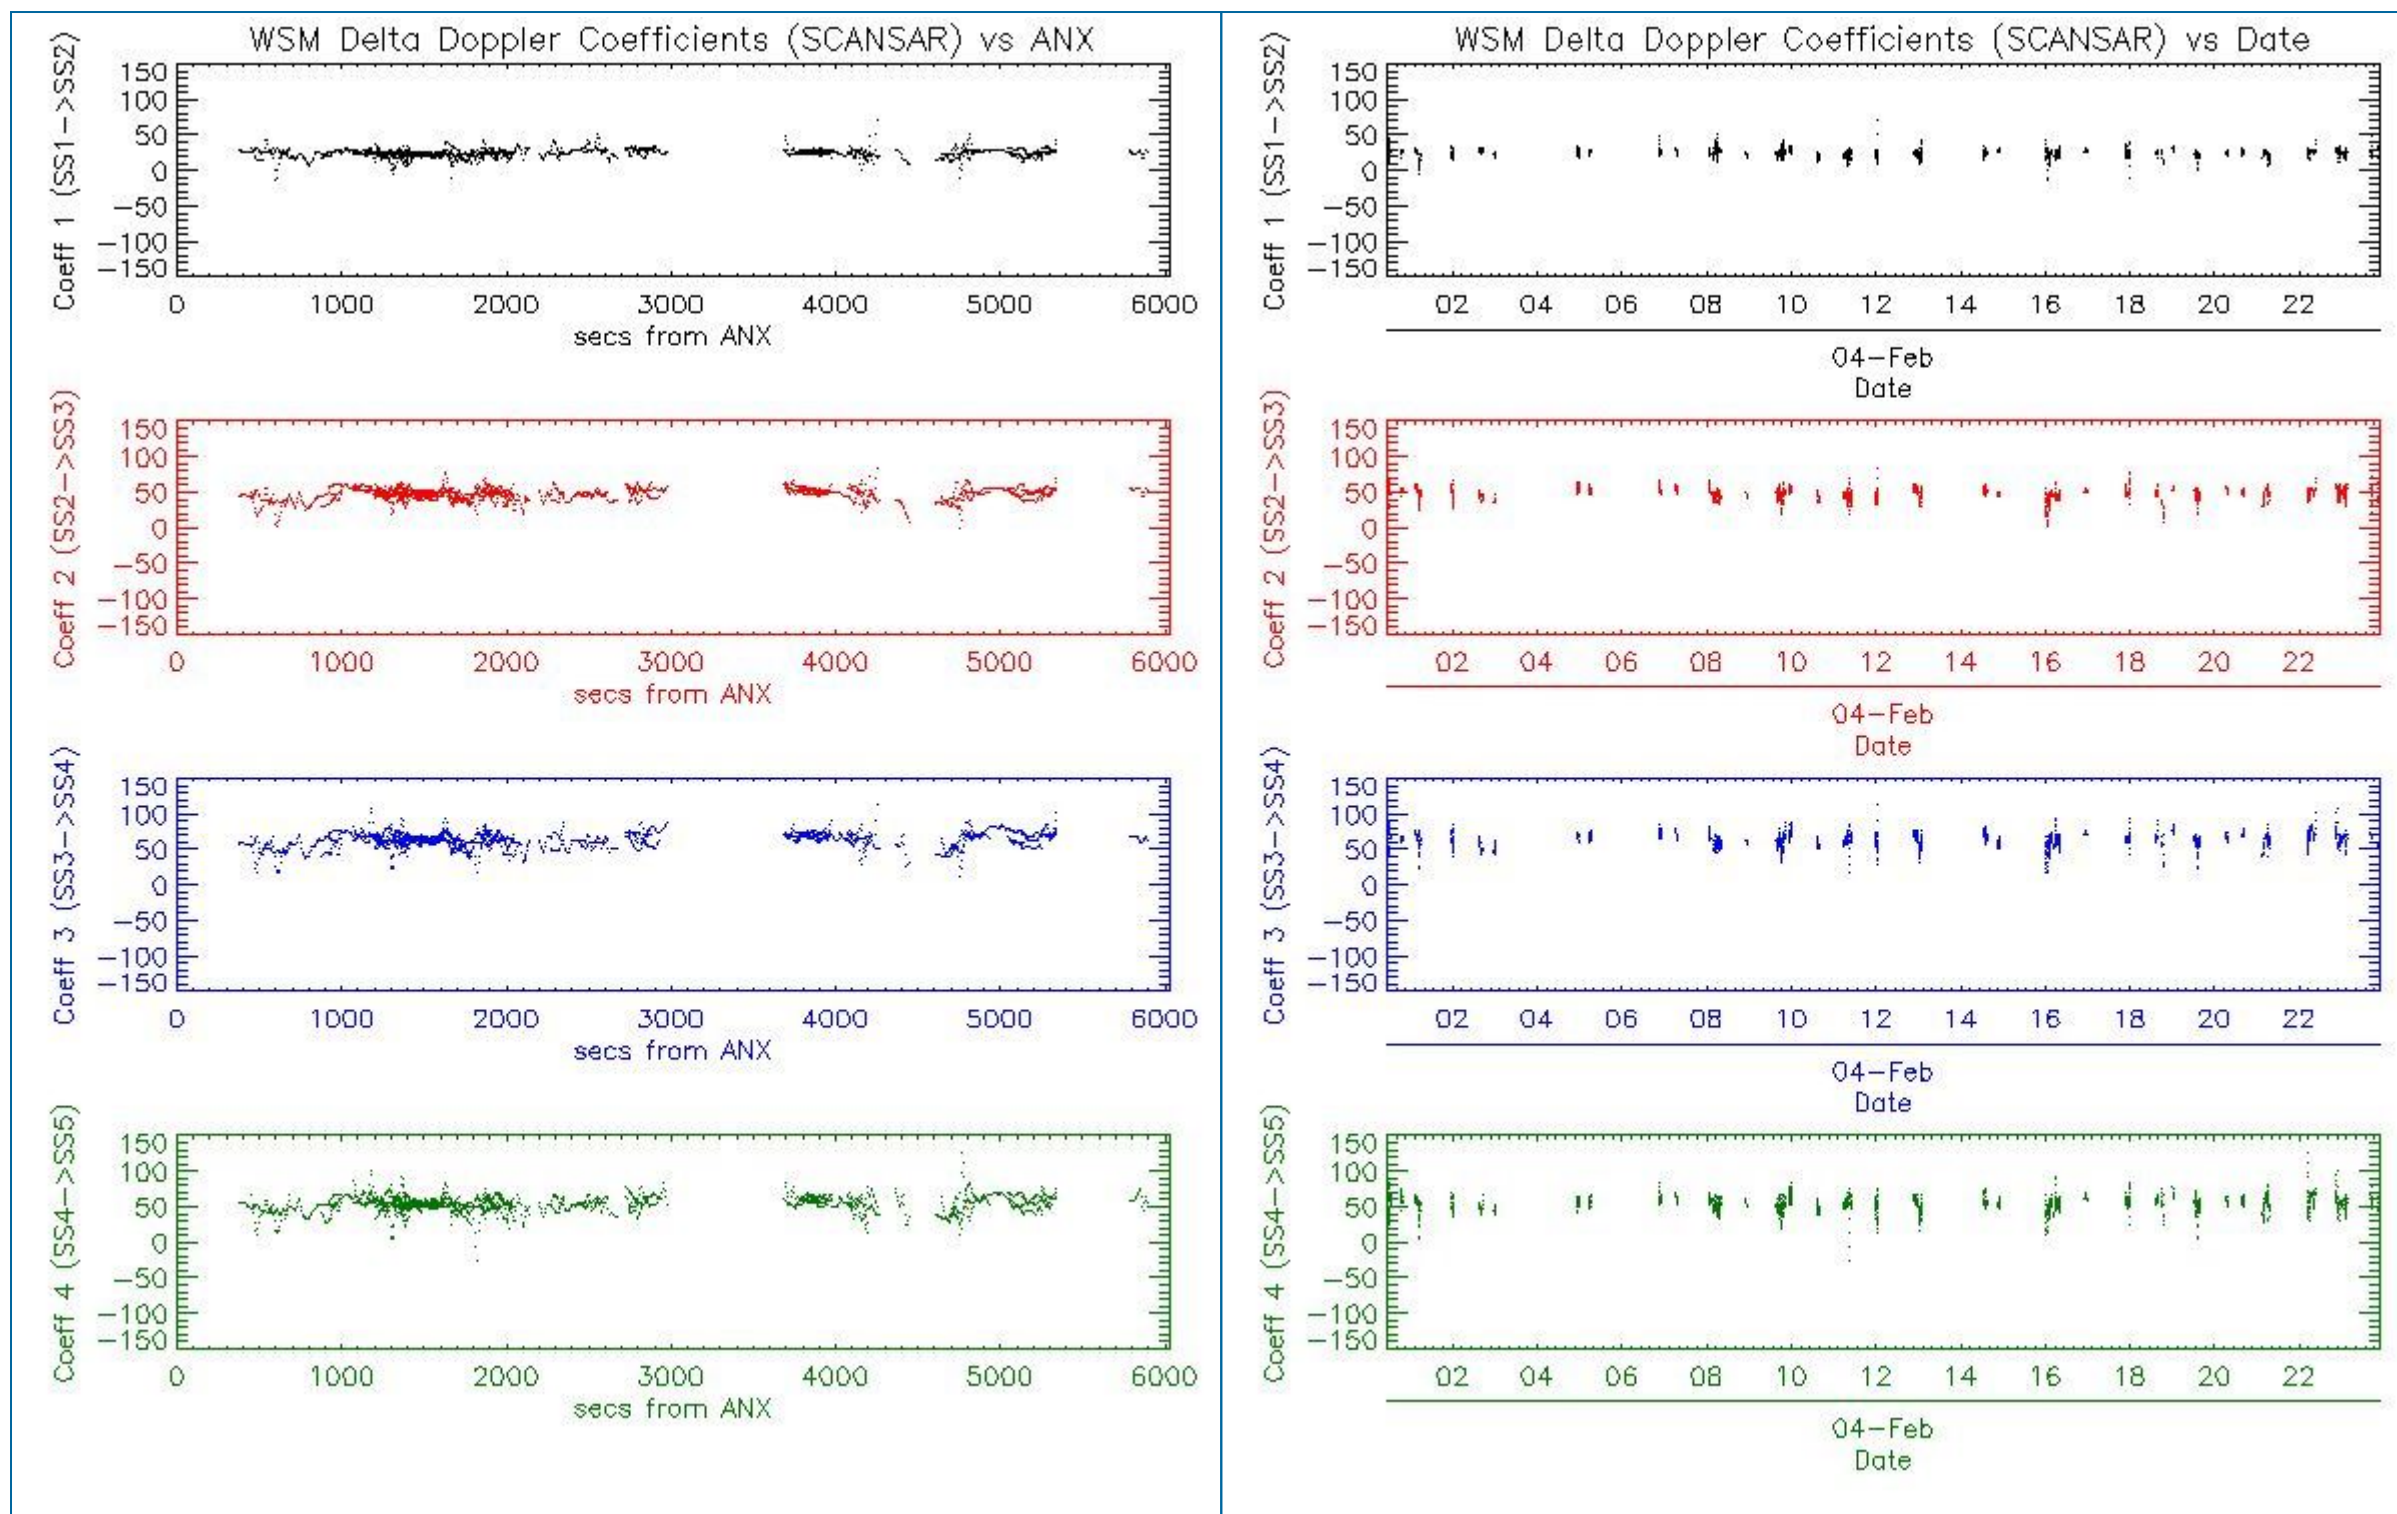 WSM Delta Doppler Coefficients (SCANSAR) vs ANX
Coeff 1 (SS1->SS2)
150
100
50
0
-50
-100
-150
0 1000 2000 3000 4000 5000 6000
secs from ANX
Coeff 2 (SS2->SS3)
150
100
50
0
-50
-100
-150
0 1000 2000 3000 4000 5000 6000
secs from ANX
Coeff 3 (SS3->SS4)
150
100
50
0
-50
-100
-150
0 1000 2000 3000 4000 5000 6000
secs from ANX
Coeff 4 (SS4->SS5)
150
100
50
0
-50
-100
-150
0 1000 2000 3000 4000 5000 6000
secs from ANX
WSM Delta Doppler Coefficients (SCANSAR) vs Date
Coeff 1 (SS1->SS2)
150
100
50
0
-50
-100
-150
02 04 06 08 10 12 14 16 18 20 22
04-Feb
Date
Coeff 2 (SS2->SS3)
150
100
50
0
-50
-100
-150
02 04 06 08 10 12 14 16 18 20 22
04-Feb
Date
Coeff 3 (SS3->SS4)
150
100
50
0
-50
-100
-150
02 04 06 08 10 12 14 16 18 20 22
04-Feb
Date
Coeff 4 (SS4->SS5)
150
100
50
0
-50
-100
-150
02 04 06 08 10 12 14 16 18 20 22
04-Feb
Date